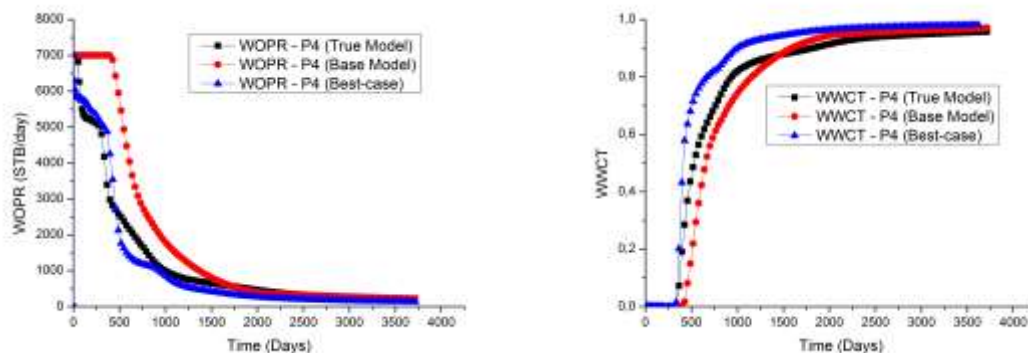 WOPR (STB/day)
8000
7000
6000
5000
4000
3000
2000
1000
0
WOPR - P4 (True Model)
WOPR - P4 (Base Model)
WOPR - P4 (Best-case)
0 500 1000 1500 2000 2500 3000 3500 4000
Time (Days)
WWCT
1.0
0.8
0.6
0.4
0.2
0.0
WWCT - P4 (True Model)
WWCT - P4 (Base Model)
WWCT - P4 (Best-case)
0 500 1000 1500 2000 2500 3000 3500 4000
Time (Days)